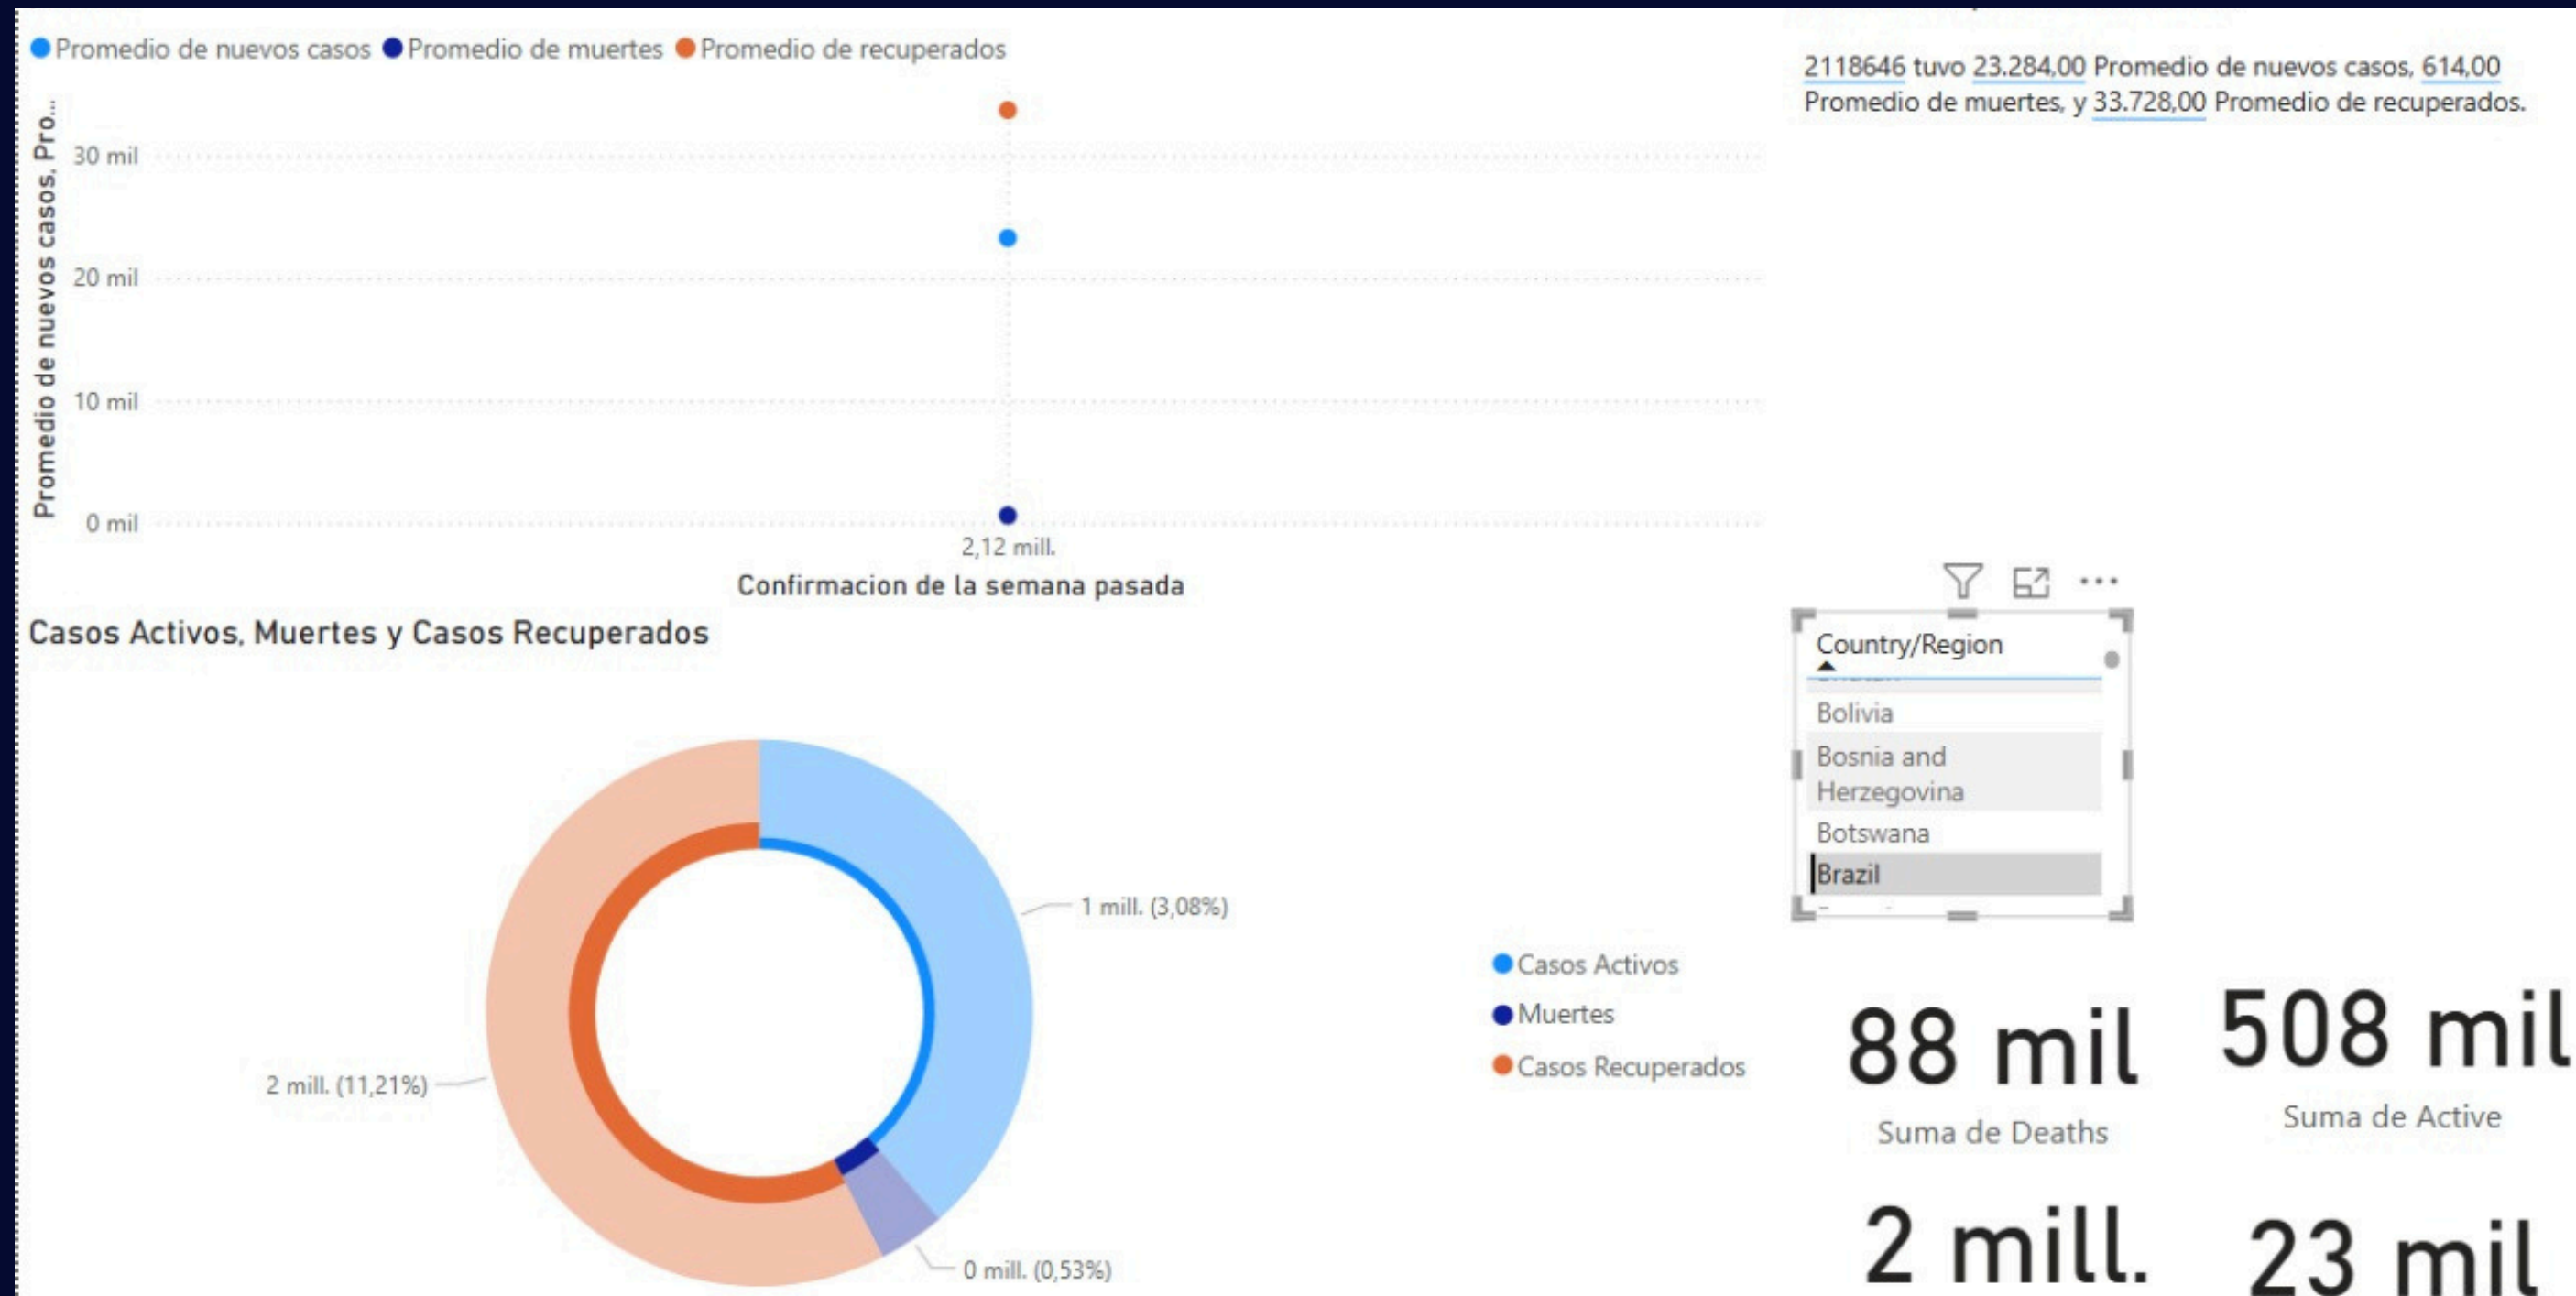 Promedio de nuevos casos Promedio de muertes Promedio de recuperados
2118646 tuvo 23.284,00 Promedio de nuevos casos, 614,00
Promedio de muertes, y 33.728,00 Promedio de recuperados.
Promedio de nuevos casos, Pro...
30 mil
20 mil
10 mil
0 mil
2,12 mill.
Confirmacion de la semana pasada
Casos Activos, Muertes y Casos Recuperados
1 mill. (3,08%)
2 mill. (11,21%)
0 mill. (0,53%)
Casos Activos
Muertes
Casos Recuperados
Country/Region
Bolivia
Bosnia and
Herzegovina
Botswana
Brazil
88 mil
Suma de Deaths
508 mil
Suma de Active
2 mill.
23 mil